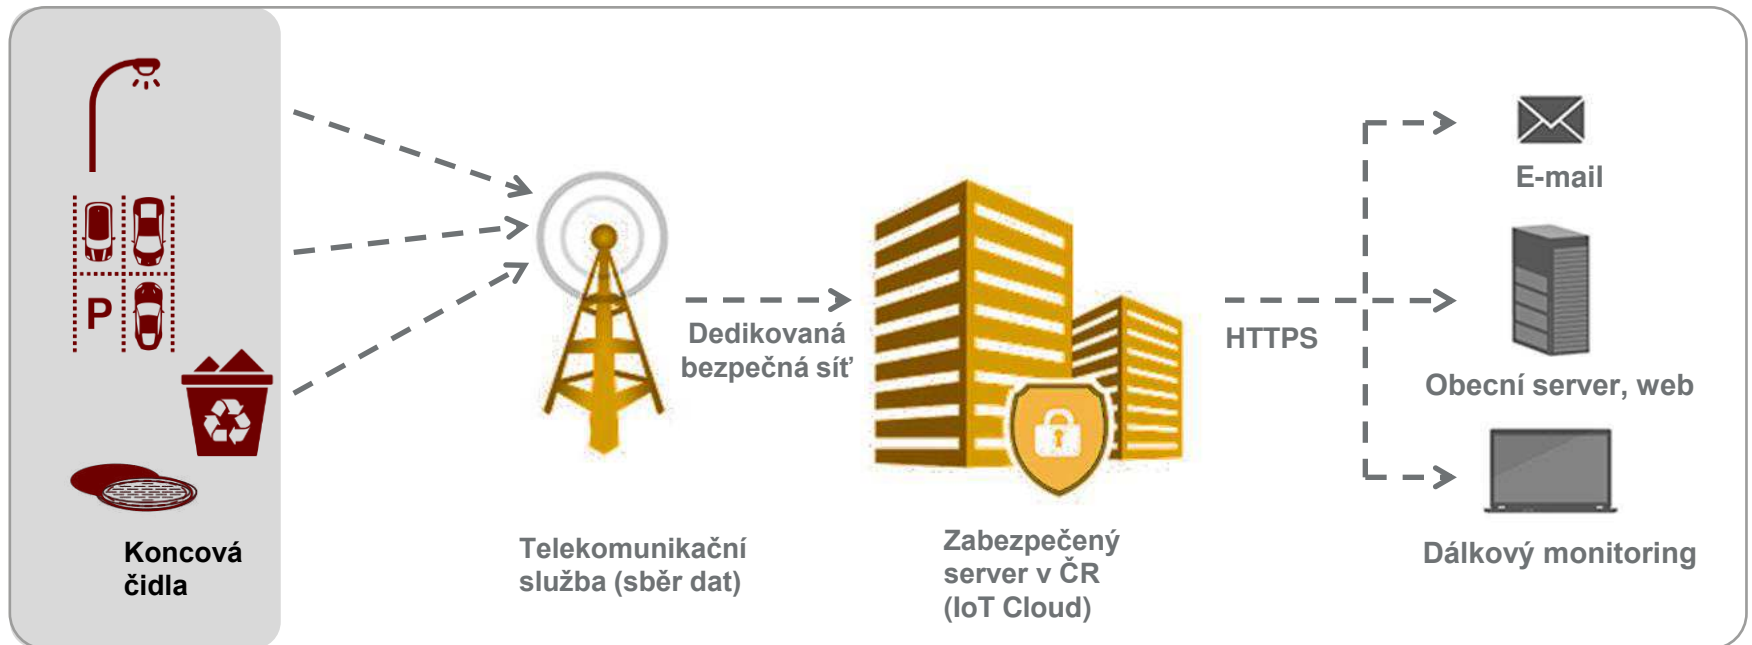 P
Koncová
čidla
Telekomunikační
služba (sběr dat)
Dedikovaná
bezpečná síť
Zabezpečený
server v ČR
(IoT Cloud)
HTTPS
E-mail
Obecní server, web
Dálkový monitoring